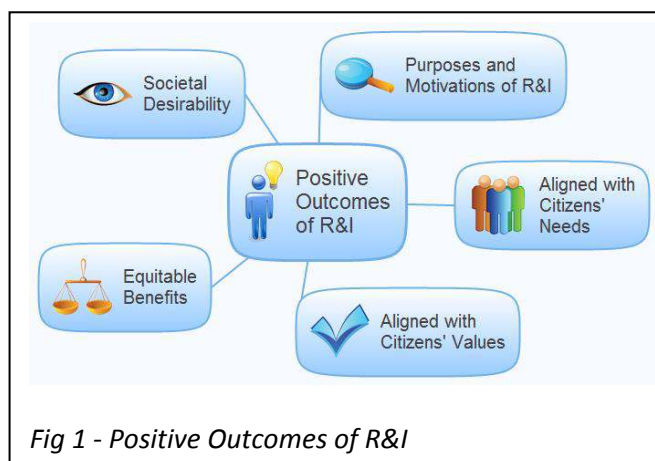 Societal
Desirability
Purposes and
Motivations of R&I
Positive
Outcomes
of R&I
Aligned with
Citizens'
Needs
Equitable
Benefits
Aligned with
Citizens' Values
Fig 1 - Positive Outcomes of R&I